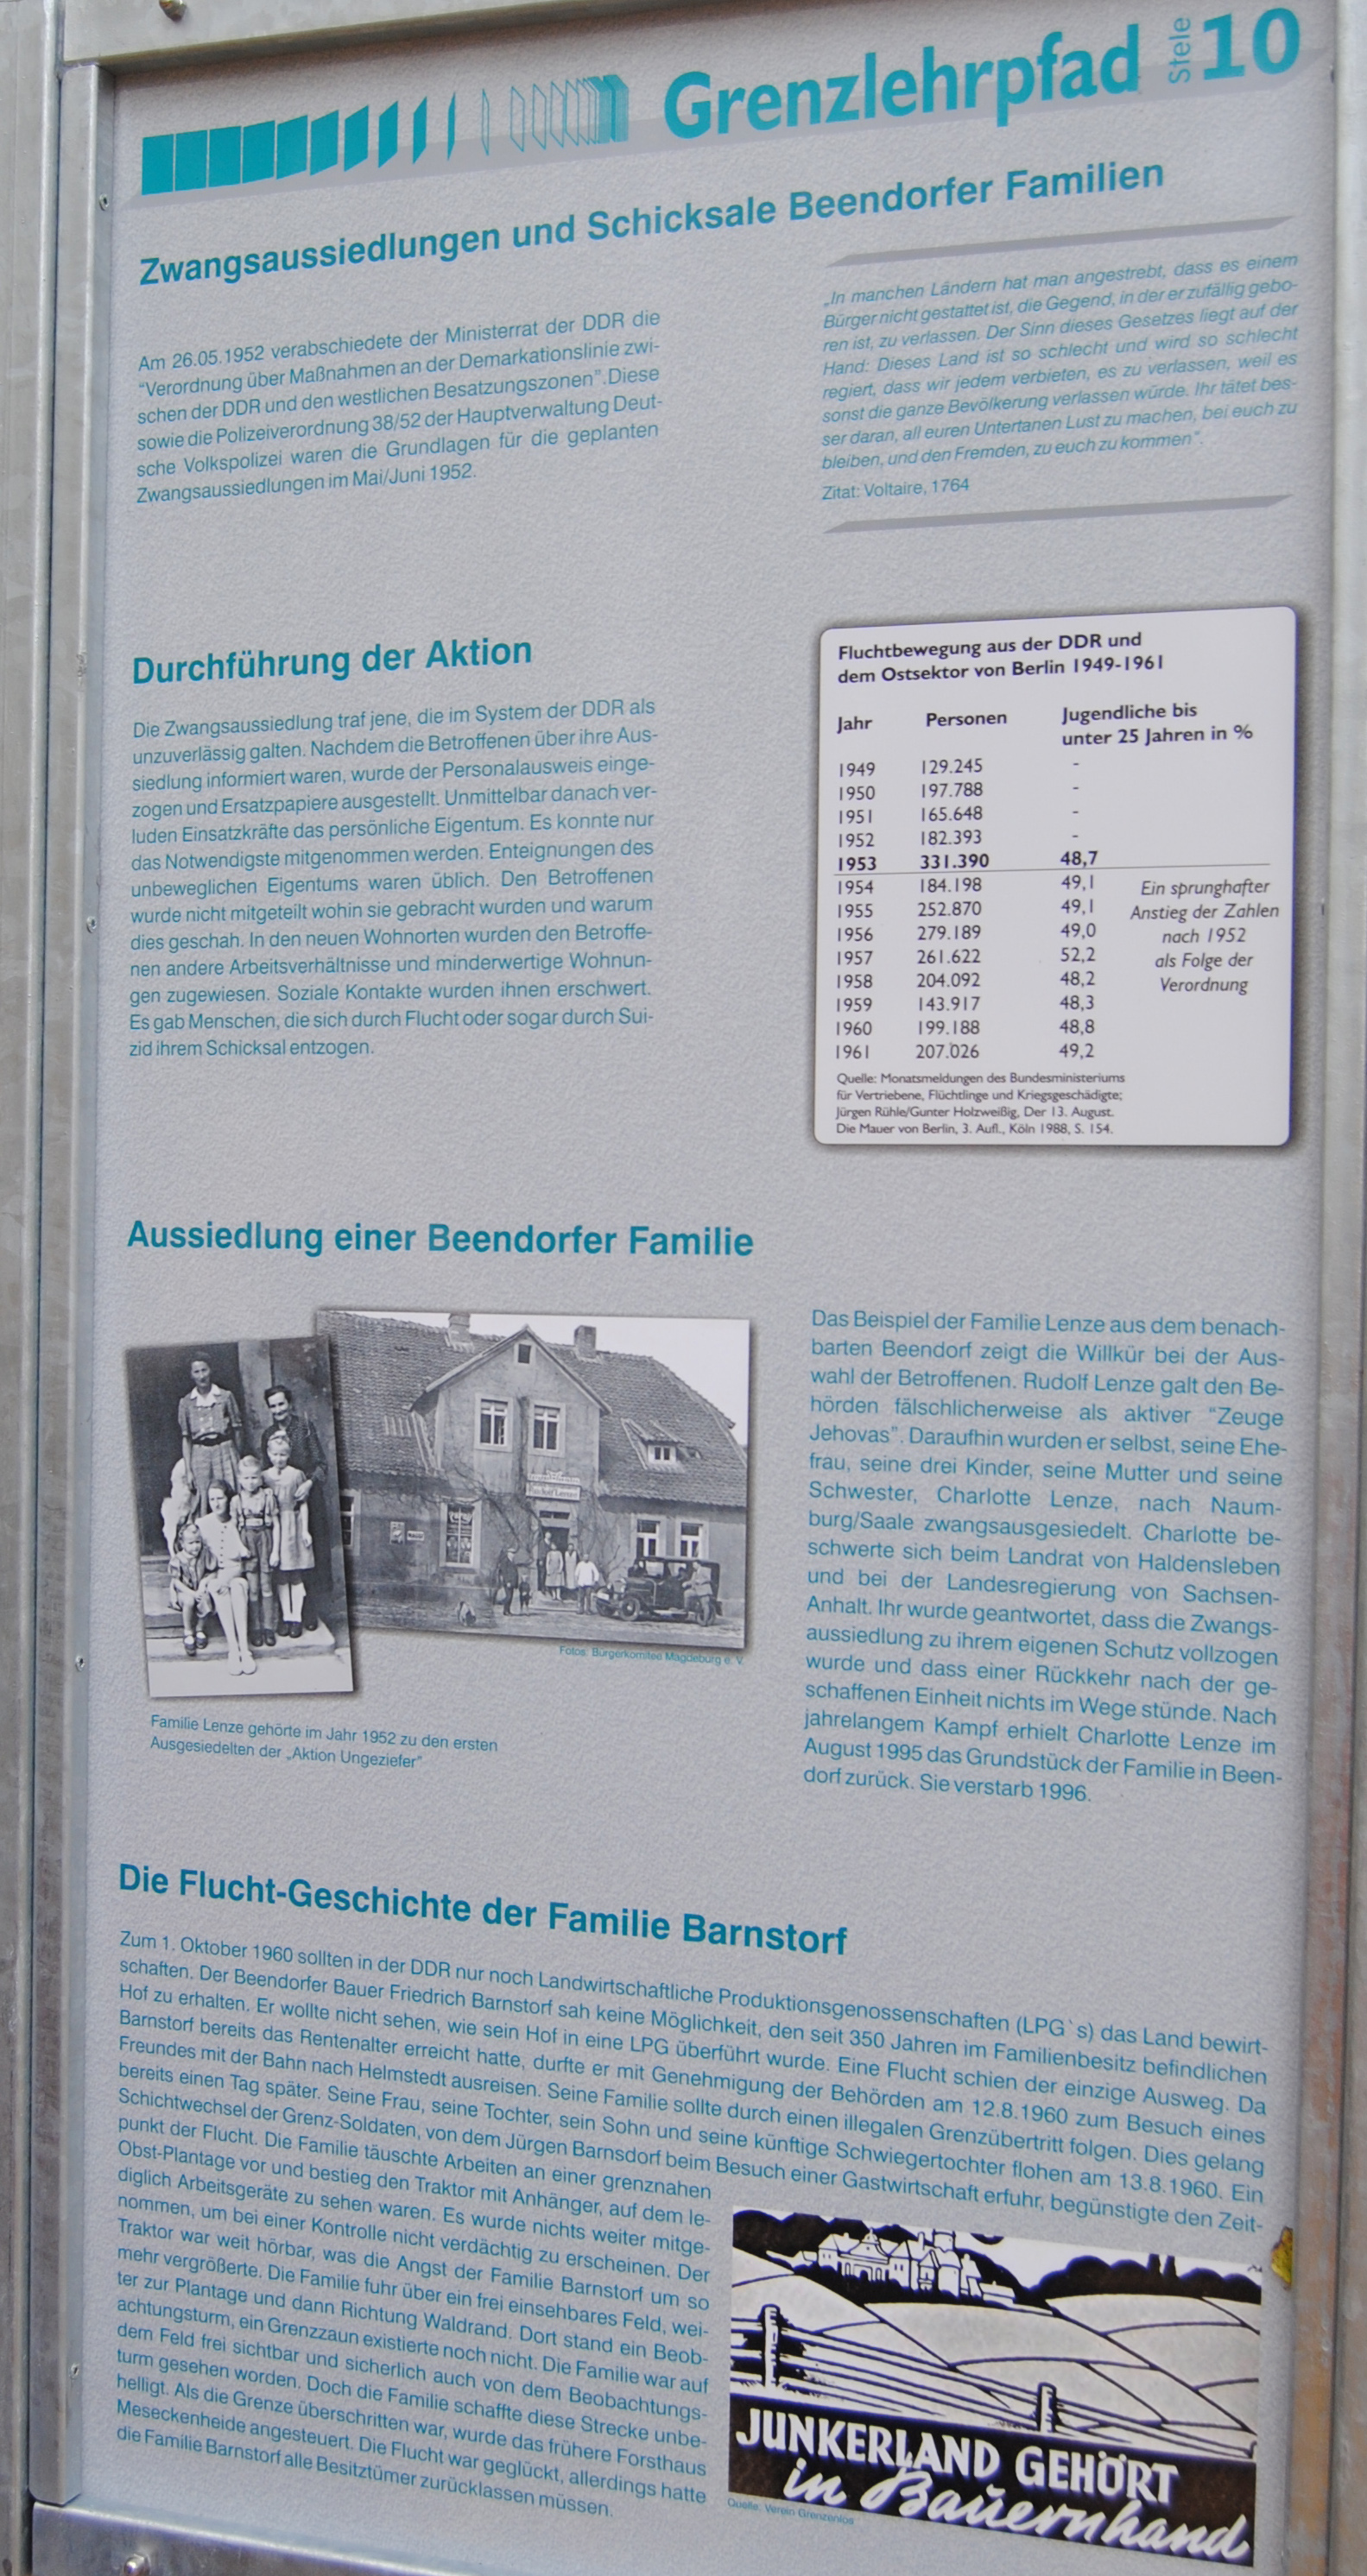 Grenzlehrpfad Stele 10
Zwangsaussiedlungen und Schicksale Beendorfer Familien
Am 26.05.1952 verabschiedete der Ministerrat der DDR die
"Verordnung über Maßnahmen an der Demarkationslinie zwi-
schen der DDR und den westlichen Besatzungszonen".Diese
sowie die Polizeiverordnung 38/52 der Hauptverwaltung Deut-
sche Volkspolizei waren die Grundlagen für die geplanten
Zwangsaussiedlungen im Mai/Juni 1952.
„In manchen Ländern hat man angestrebt, dass es einem
Bürger nicht gestattet ist, die Gegend, in der er zufällig gebo-
ren ist, zu verlassen. Der Sinn dieses Gesetzes liegt auf der
Hand: Dieses Land ist so schlecht und wird so schlecht
regiert, dass wir jedem verbieten, es zu verlassen, weil es
sonst die ganze Bevölkerung verlassen würde. Ihr tätet bes-
ser daran, all euren Untertanen Lust zu machen, bei euch zu
bleiben, und den Fremden, zu euch zu kommen".
Zitat: Voltaire, 1764
Durchführung der Aktion
Die Zwangsaussiedlung traf jene, die im System der DDR als
unzuverlässig galten. Nachdem die Betroffenen über ihre Aus-
siedlung informiert waren, wurde der Personalausweis einge-
zogen und Ersatzpapiere ausgestellt. Unmittelbar danach ver-
luden Einsatzkräfte das persönliche Eigentum. Es konnte nur
das Notwendigste mitgenommen werden. Enteignungen des
unbeweglichen Eigentums waren üblich. Den Betroffenen
wurde nicht mitgeteilt wohin sie gebracht wurden und warum
dies geschah. In den neuen Wohnorten wurden den Betroffe-
nen andere Arbeitsverhältnisse und minderwertige Wohnun-
gen zugewiesen. Soziale Kontakte wurden ihnen erschwert.
Es gab Menschen, die sich durch Flucht oder sogar durch Sui-
zid ihrem Schicksal entzogen.
Fluchtbewegung aus der DDR und
dem Ostsektor von Berlin 1949-1961
Jahr Personen Jugendliche bis
unter 25 Jahren in %
1949 129.245 -
1950 197.788 -
1951 165.648 -
1952 182.393 -
1953 331.390 48,7
1954 184.198 49,1 Ein sprunghafter
1955 252.870 49,1 Anstieg der Zahlen
1956 279.189 49,0 nach 1952
1957 261.622 52,2 als Folge der
1958 204.092 48,2 Verordnung
1959 143.917 48,3
1960 199.188 48,8
1961 207.026 49,2
Quelle: Monatsmeldungen des Bundesministeriums
für Vertriebene, Flüchtlinge und Kriegsgeschädigte;
Jürgen Rühle/Gunter Holzweißig, Der 13. August.
Die Mauer von Berlin, 3. Aufl., Köln 1988, S. 154.
Aussiedlung einer Beendorfer Familie
Fotos: Bürgerkomitee Magdeburg e. V.
Familie Lenze gehörte im Jahr 1952 zu den ersten
Ausgesiedelten der „Aktion Ungeziefer"
Das Beispiel der Familie Lenze aus dem benach-
barten Beendorf zeigt die Willkür bei der Aus-
wahl der Betroffenen. Rudolf Lenze galt den Be-
hörden fälschlicherweise als aktiver "Zeuge
Jehovas". Daraufhin wurden er selbst, seine Ehe-
frau, seine drei Kinder, seine Mutter und seine
Schwester, Charlotte Lenze, nach Naum-
burg/Saale zwangsausgesiedelt. Charlotte be-
schwerte sich beim Landrat von Haldensleben
und bei der Landesregierung von Sachsen-
Anhalt. Ihr wurde geantwortet, dass die Zwangs-
aussiedlung zu ihrem eigenen Schutz vollzogen
wurde und dass einer Rückkehr nach der ge-
schaffenen Einheit nichts im Wege stünde. Nach
jahrelangem Kampf erhielt Charlotte Lenze im
August 1995 das Grundstück der Familie in Been-
dorf zurück. Sie verstarb 1996.
Die Flucht-Geschichte der Familie Barnstorf
Zum 1. Oktober 1960 sollten in der DDR nur noch Landwirtschaftliche Produktionsgenossenschaften (LPG`s) das Land bewirt-
schaften. Der Beendorfer Bauer Friedrich Barnstorf sah keine Möglichkeit, den seit 350 Jahren im Familienbesitz befindlichen
Hof zu erhalten. Er wollte nicht sehen, wie sein Hof in eine LPG überführt wurde. Eine Flucht schien der einzige Ausweg. Da
Barnstorf bereits das Rentenalter erreicht hatte, durfte er mit Genehmigung der Behörden am 12.8.1960 zum Besuch eines
Freundes mit der Bahn nach Helmstedt ausreisen. Seine Familie sollte durch einen illegalen Grenzübertritt folgen. Dies gelang
bereits einen Tag später. Seine Frau, seine Tochter, sein Sohn und seine künftige Schwiegertochter flohen am 13.8.1960. Ein
Schichtwechsel der Grenz-Soldaten, von dem Jürgen Barnsdorf beim Besuch einer Gastwirtschaft erfuhr, begünstigte den Zeit-
punkt der Flucht. Die Familie täuschte Arbeiten an einer grenznahen
Obst-Plantage vor und bestieg den Traktor mit Anhänger, auf dem le-
diglich Arbeitsgeräte zu sehen waren. Es wurde nichts weiter mitge-
nommen, um bei einer Kontrolle nicht verdächtig zu erscheinen. Der
Traktor war weit hörbar, was die Angst der Familie Barnstorf um so
mehr vergrößerte. Die Familie fuhr über ein frei einsehbares Feld, wei-
ter zur Plantage und dann Richtung Waldrand. Dort stand ein Beob-
achtungsturm, ein Grenzzaun existierte noch nicht. Die Familie war auf
dem Feld frei sichtbar und sicherlich auch von dem Beobachtungs-
turm gesehen worden. Doch die Familie schaffte diese Strecke unbe-
helligt. Als die Grenze überschritten war, wurde das frühere Forsthaus
Meseckenheide angesteuert. Die Flucht war geglückt, allerdings hatte
die Familie Barnstorf alle Besitztümer zurücklassen müssen.
JUNKERLAND GEHÖRT
in Bauernhand
Quelle: Verein Grenzenlos